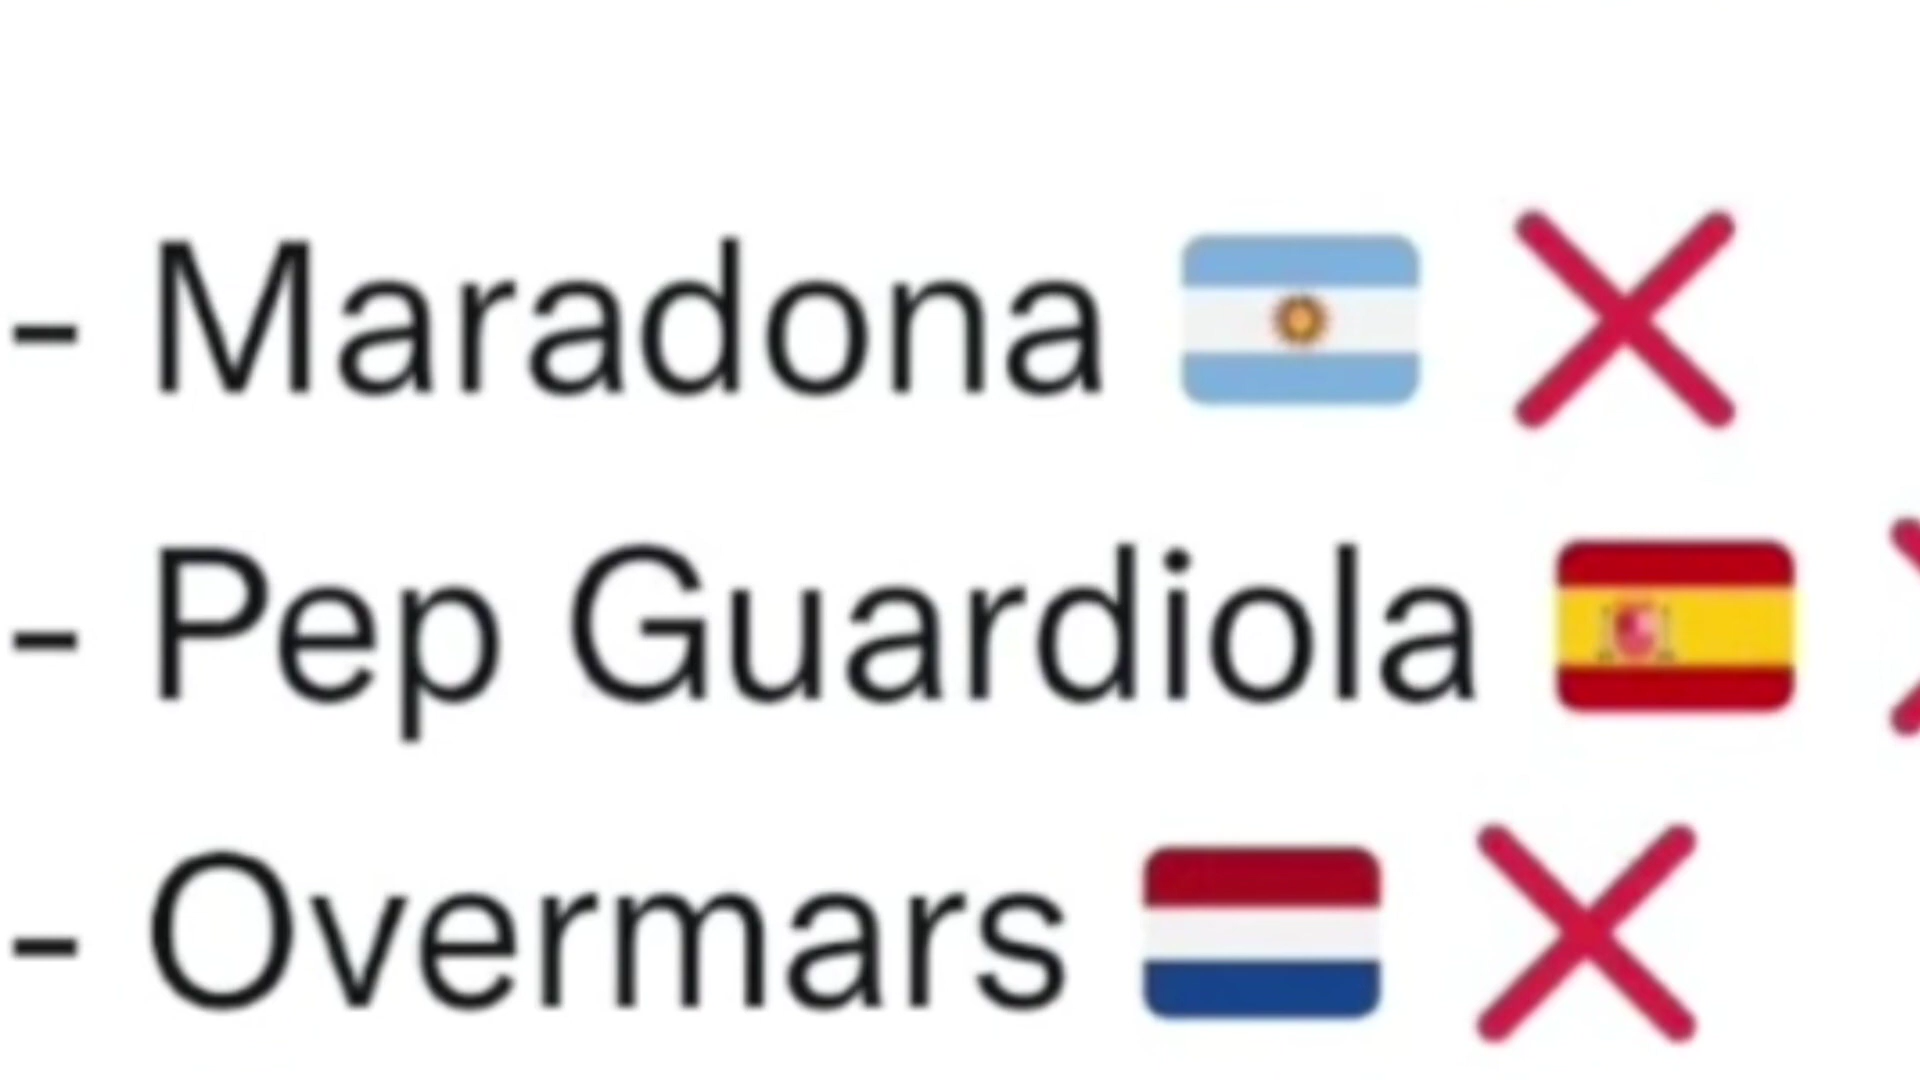 - Maradona 🇦🇷 ❌
- Pep Guardiola 🇪🇸 ❌
- Overmars 🇳🇱 ❌